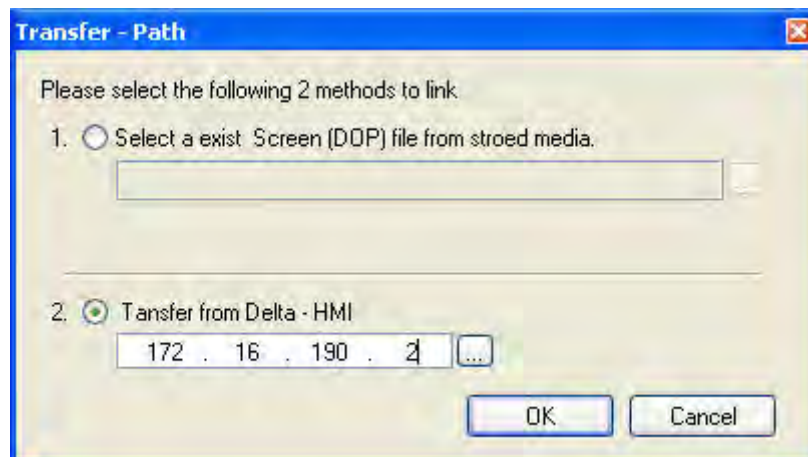 Transfer - Path
Please select the following 2 methods to link
1. Select a exist Screen (DOP) file from stroed media.
2. Tansfer from Delta - HMI
172 . 16 . 190 . 2
...
OK Cancel